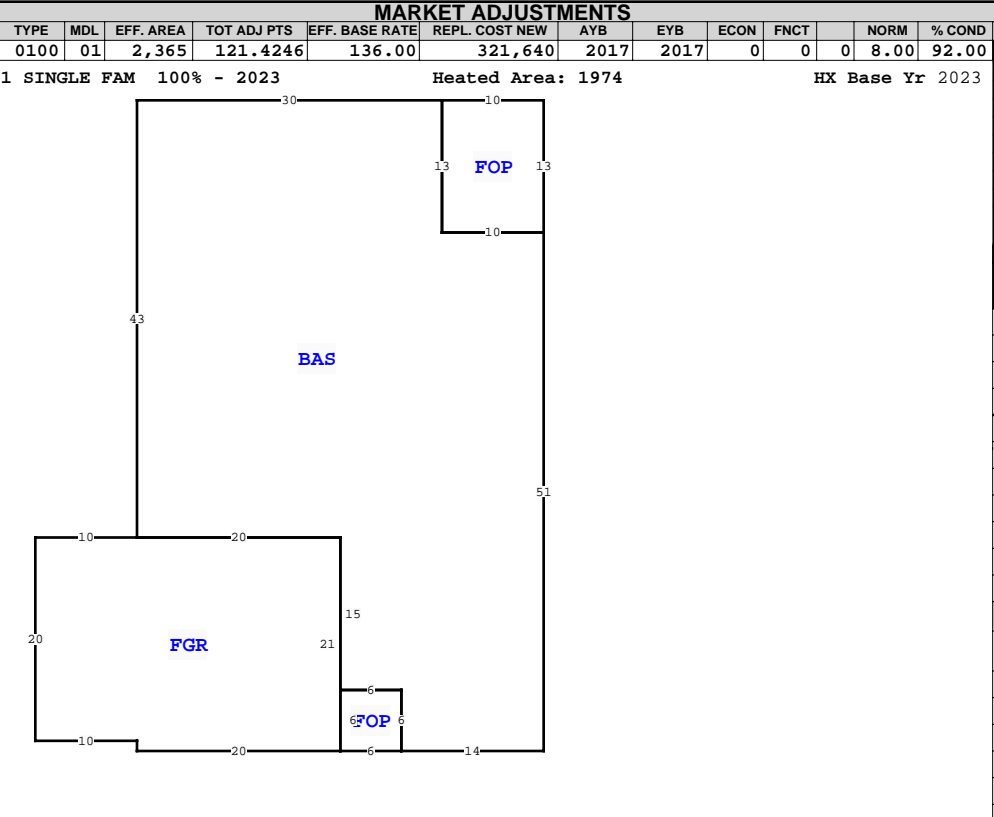 MARKET ADJUSTMENTS
TYPE MDL EFF. AREA TOT ADJ PTS EFF. BASE RATE REPL. COST NEW AYB EYB ECON FNCT NORM % COND
0100 01 2,365 121.4246 136.00 321,640 2017 2017 0 0 0 8.00 92.00
1 SINGLE FAM 100% - 2023 Heated Area: 1974 HX Base Yr 2023
30 10
13 FOP 13
10
43
BAS
51
10 20
15
20 FGR 21
6
6 FOP 6
10
20 6 14